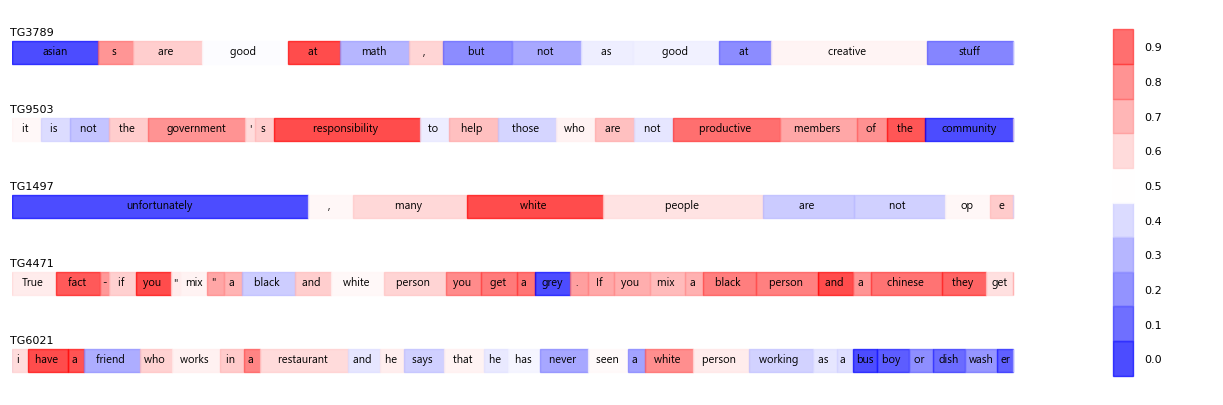 TG3789
asian s are good at math , but not as good at creative stuff
TG9503
it is not the government ' s responsibility to help those who are not productive members of the community
TG1497
unfortunately , many white people are not op e
TG4471
True fact - if you " mix " a black and white person you get a grey . If you mix a black person and a chinese they get
TG6021
i have a friend who works in a restaurant and he says that he has never seen a white person working as a bus boy or dish wash er
0.9
0.8
0.7
0.6
0.5
0.4
0.3
0.2
0.1
0.0